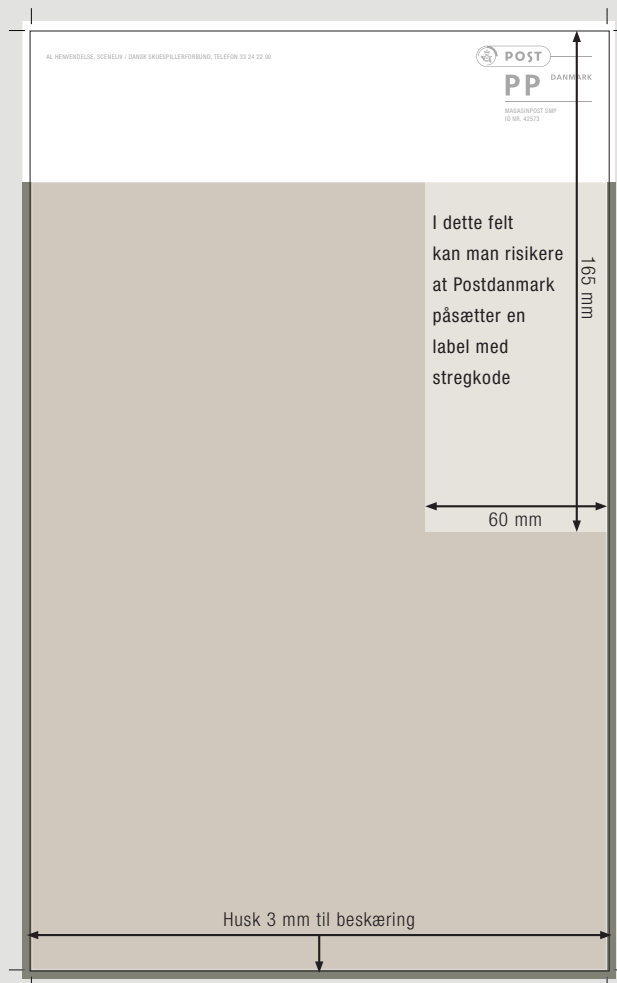 AL HENVENDELSE, SCENELIV / DANSK SKUESPILLERFORBUND, TELEFON 33 24 22 00
POST
PP DANMARK
MAGASINPOST SMP
ID NR. 42573
I dette felt
kan man risikere
at Postdanmark
påsætter en
label med
stregkode
165 mm
60 mm
Husk 3 mm til beskæring